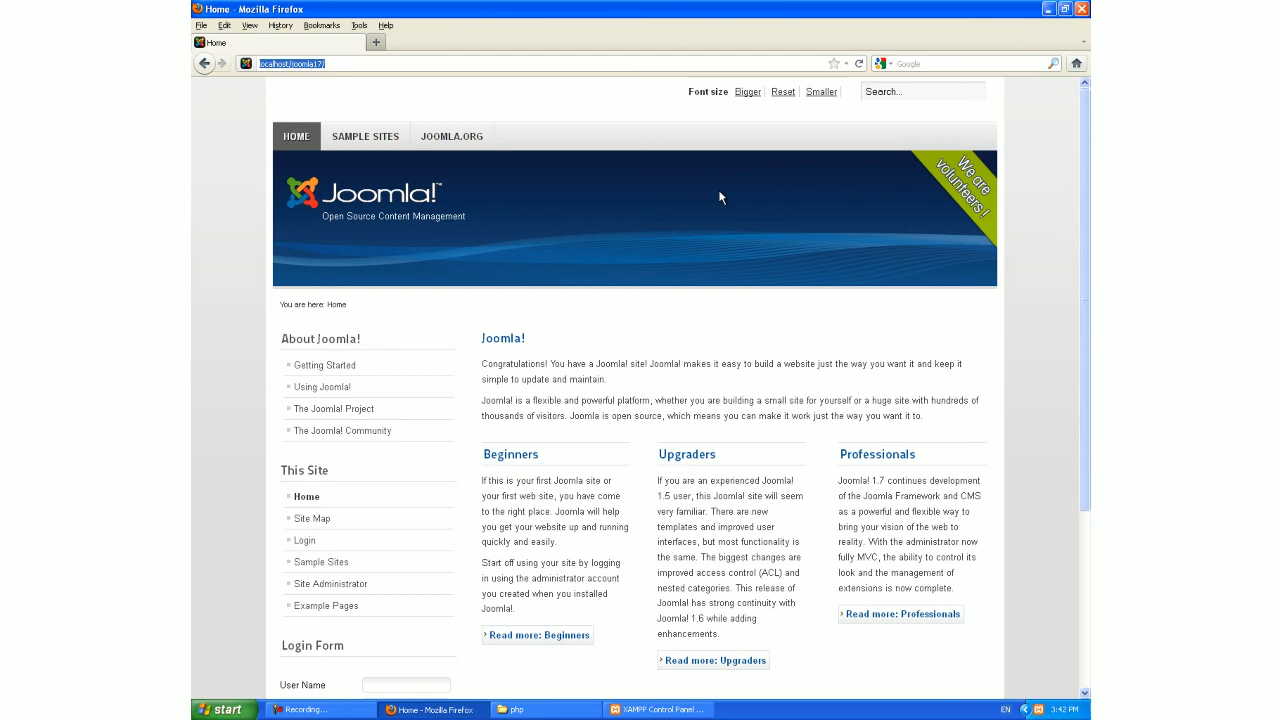 Home - Mozilla Firefox
File Edit View History Bookmarks Tools Help
Home
localhost/joomla17/
Google
Font size Bigger Reset Smaller
Search...
HOME SAMPLE SITES JOOMLA.ORG
Joomla!™
Open Source Content Management
We are
volunteers!
You are here: Home
About Joomla!
Getting Started
Using Joomla!
The Joomla! Project
The Joomla! Community
This Site
Home
Site Map
Login
Sample Sites
Site Administrator
Example Pages
Login Form
User Name
Joomla!
Congratulations! You have a Joomla! site! Joomla! makes it easy to build a website just the way you want it and keep it
simple to update and maintain.
Joomla! is a flexible and powerful platform, whether you are building a small site for yourself or a huge site with hundreds of
thousands of visitors. Joomla is open source, which means you can make it work just the way you want it to.
Beginners
If this is your first Joomla site or
your first web site, you have come
to the right place. Joomla will help
you get your website up and running
quickly and easily.
Start off using your site by logging
in using the administrator account
you created when you installed
Joomla!.
Read more: Beginners
Upgraders
If you are an experienced Joomla!
1.5 user, this Joomla! site will seem
very familiar. There are new
templates and improved user
interfaces, but most functionality is
the same. The biggest changes are
improved access control (ACL) and
nested categories. This release of
Joomla! has strong continuity with
Joomla! 1.6 while adding
enhancements.
Read more: Upgraders
Professionals
Joomla! 1.7 continues development
of the Joomla Framework and CMS
as a powerful and flexible way to
bring your vision of the web to
reality. With the administrator now
fully MVC, the ability to control its
look and the management of
extensions is now complete.
Read more: Professionals
start Recording... Home - Mozilla Firefox php XAMPP Control Panel ... EN 3:42 PM